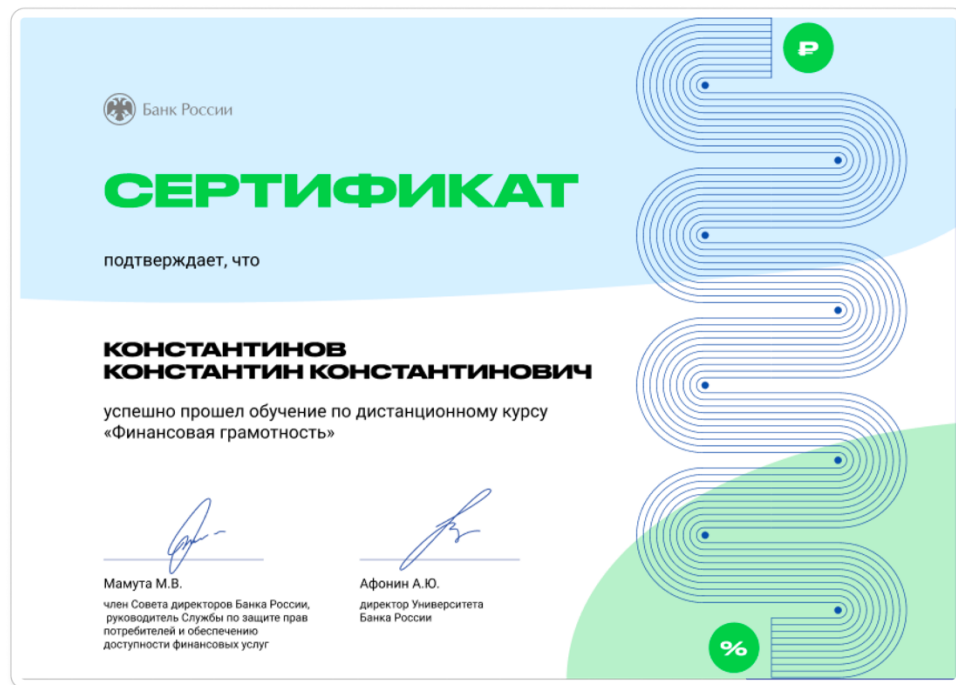 ₽
Банк России
СЕРТИФИКАТ
подтверждает, что
КОНСТАНТИНОВ
КОНСТАНТИН КОНСТАНТИНОВИЧ
успешно прошел обучение по дистанционному курсу
«Финансовая грамотность»
Мамута М.В.
член Совета директоров Банка России,
руководитель Службы по защите прав
потребителей и обеспечению
доступности финансовых услуг
Афонин А.Ю.
директор Университета
Банка России
%